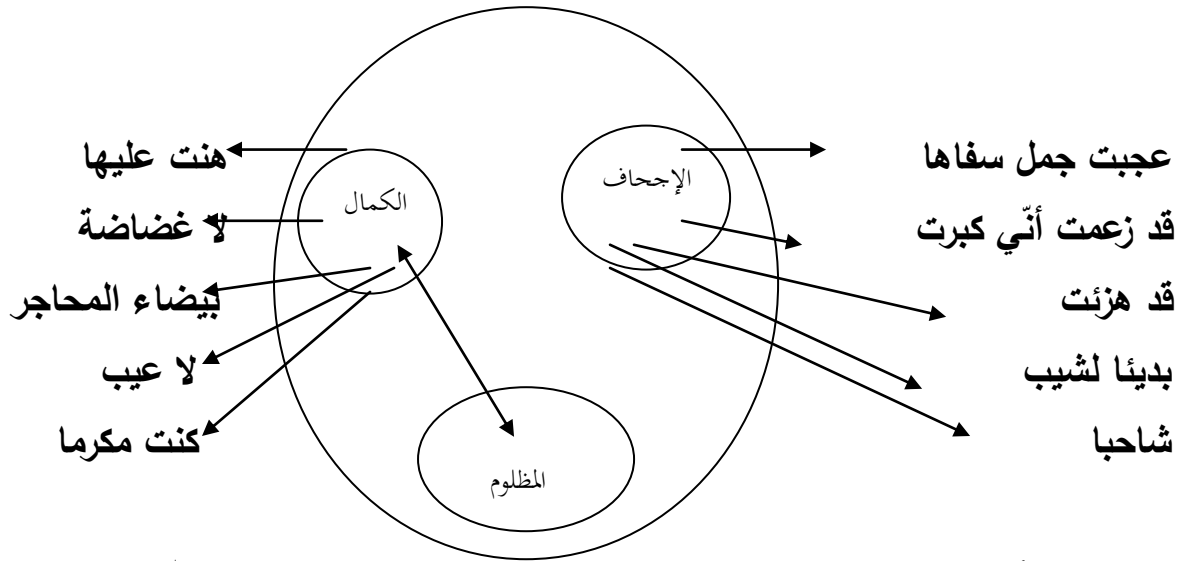 عجبت جمل سفاها
هنت عليها
الإجحاف
الكمال
قد زعمت أنّي كبرت
لا غضاضة
قد هزئت
بيضاء المحاجر
بديئا لشيب
لا عيب
شاحبا
كنت مكرما
المظلوم